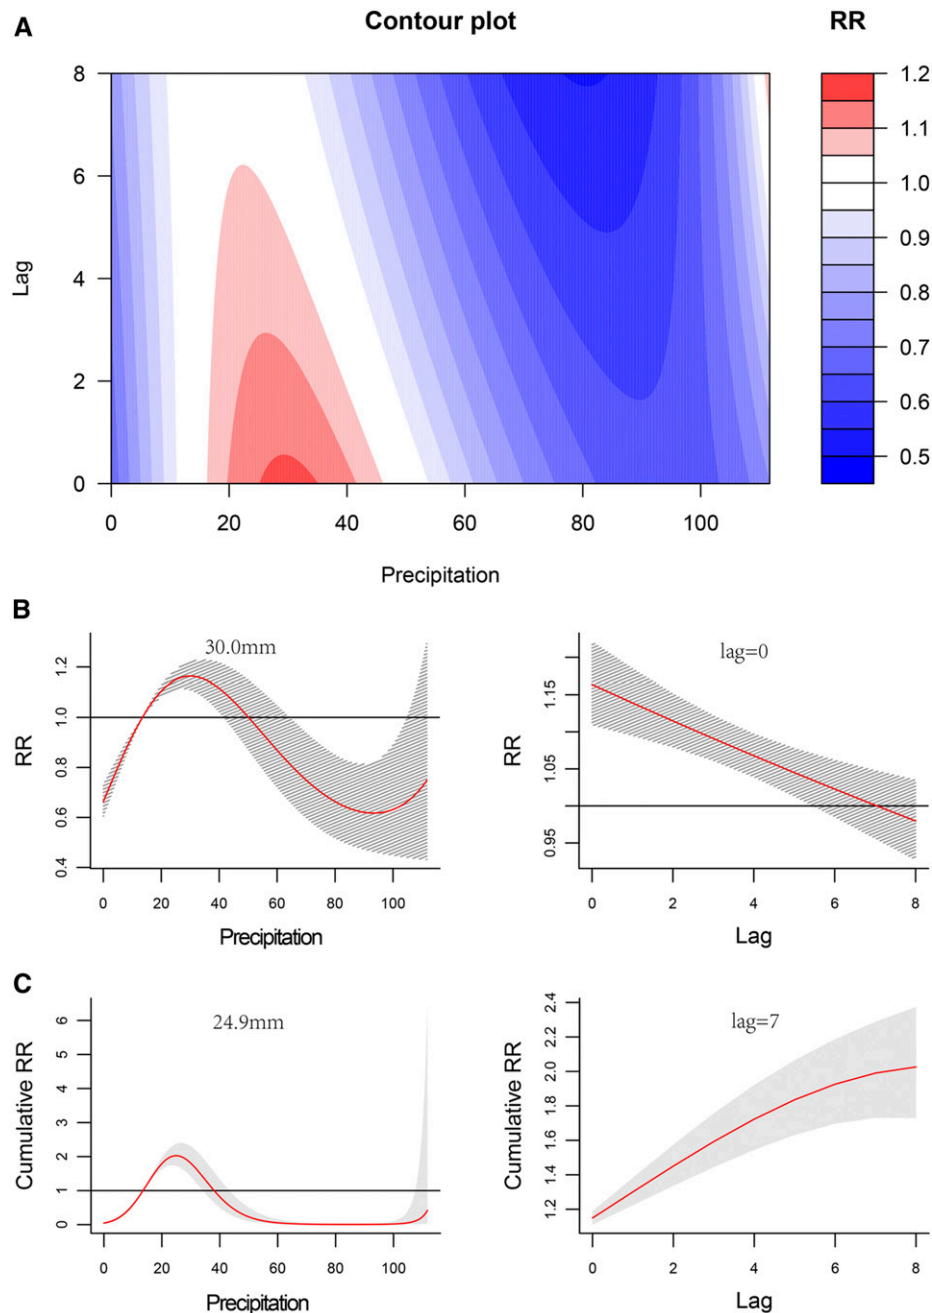 A
Contour plot
RR
8
6
4
2
0
Lag
0 20 40 60 80 100
Precipitation
1.2
1.1
1.0
0.9
0.8
0.7
0.6
0.5
B
30.0mm
RR
0.4 0.6 0.8 1.0 1.2
0 20 40 60 80 100
Precipitation
lag=0
RR
0.95 1.05 1.15
0 2 4 6 8
Lag
C
24.9mm
Cumulative RR
6
5
4
3
2
1
0
0 20 40 60 80 100
Precipitation
lag=7
Cumulative RR
1.2 1.4 1.6 1.8 2.0 2.2 2.4
0 2 4 6 8
Lag